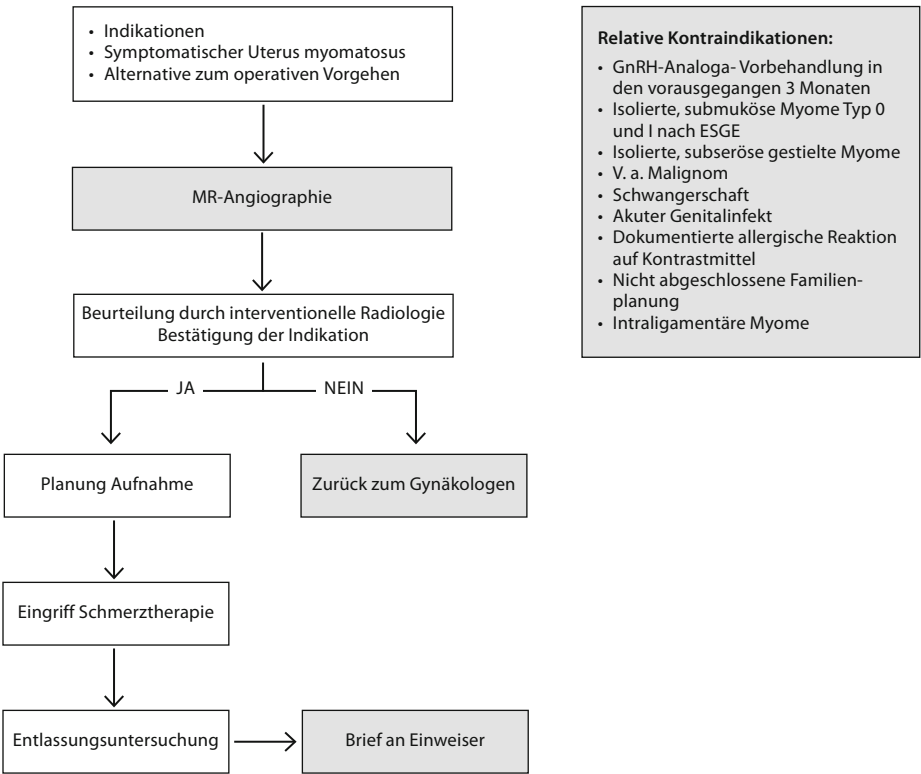 • Indikationen
• Symptomatischer Uterus myomatosus
• Alternative zum operativen Vorgehen
MR-Angiographie
Beurteilung durch interventionelle Radiologie
Bestätigung der Indikation
JA
NEIN
Planung Aufnahme
Zurück zum Gynäkologen
Eingriff Schmerztherapie
Entlassungsuntersuchung
Brief an Einweiser
Relative Kontraindikationen:
• GnRH-Analoga- Vorbehandlung in
den vorausgegangen 3 Monaten
• Isolierte, submuköse Myome Typ 0
und I nach ESGE
• Isolierte, subseröse gestielte Myome
• V. a. Malignom
• Schwangerschaft
• Akuter Genitalinfekt
• Dokumentierte allergische Reaktion
auf Kontrastmittel
• Nicht abgeschlossene Familien-
planung
• Intraligamentäre Myome